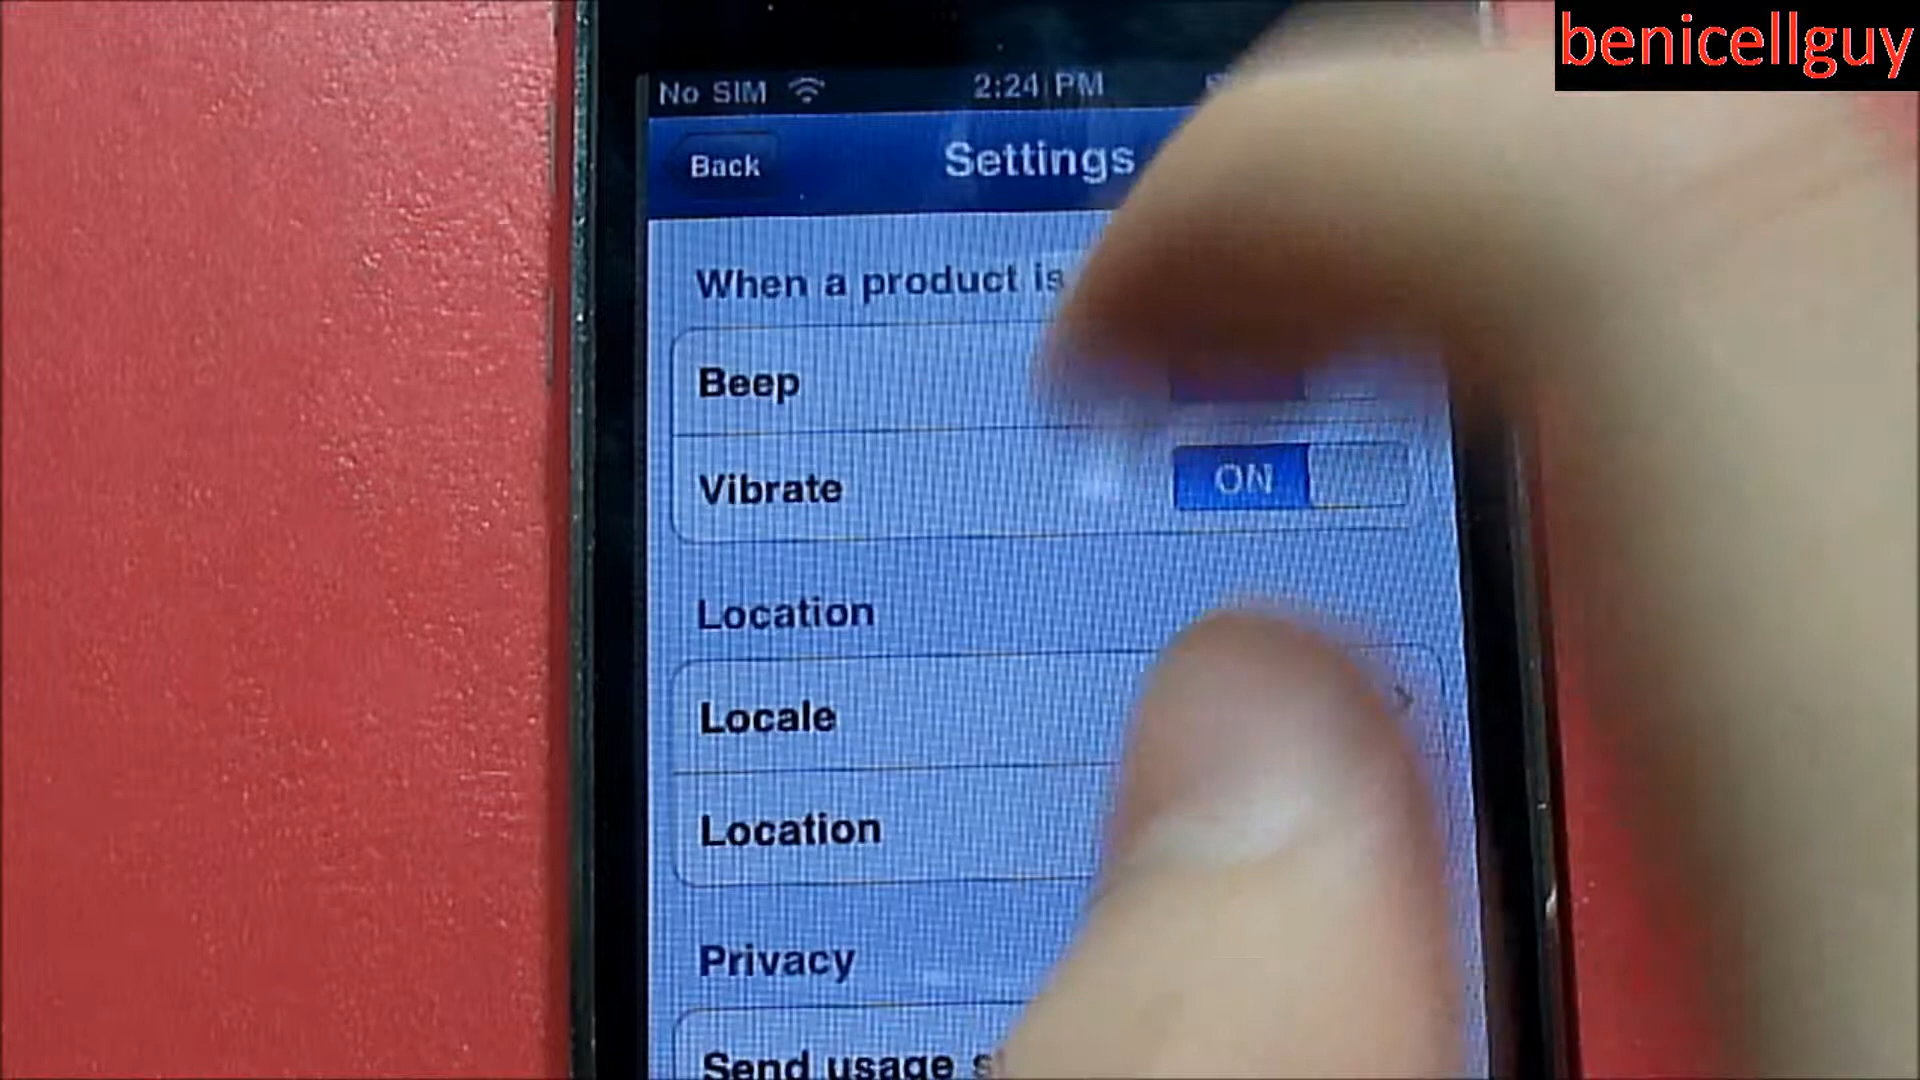 benicellguy
No SIM 2:24 PM
Back Settings
When a product is
Beep
Vibrate ON
Location
Locale
Location
Privacy
Send usage